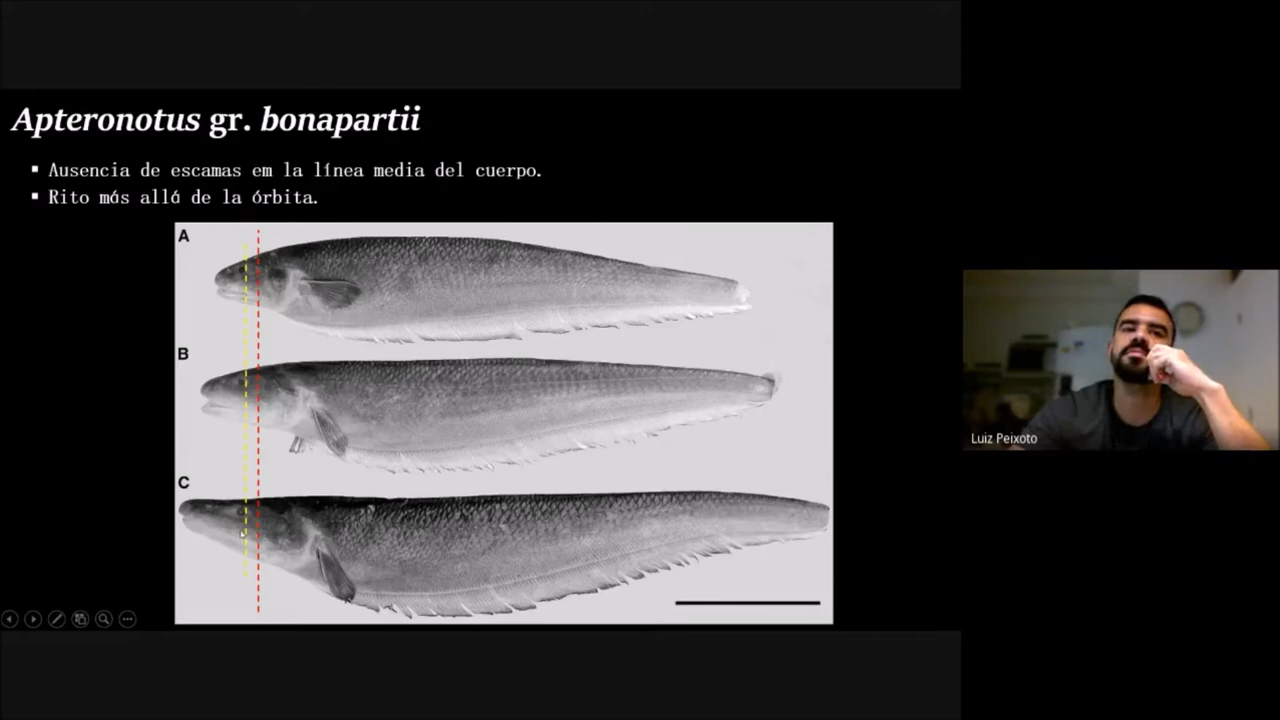 Apteronotus gr. bonapartii
▪ Ausencia de escamas em la línea media del cuerpo.
▪ Rito más allá de la órbita.
A
B
C
Luiz Peixoto